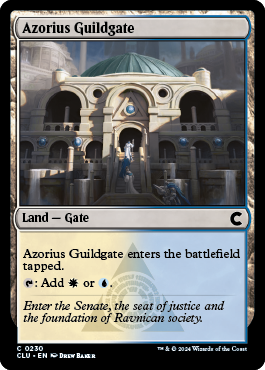 Azorius Guildgate
Land — Gate
Azorius Guildgate enters the battlefield
tapped.
: Add or .
Enter the Senate, the seat of justice and
the foundation of Ravnican society.
C 0230
CLU • EN Drew Baker
™ & © 2024 Wizards of the Coast